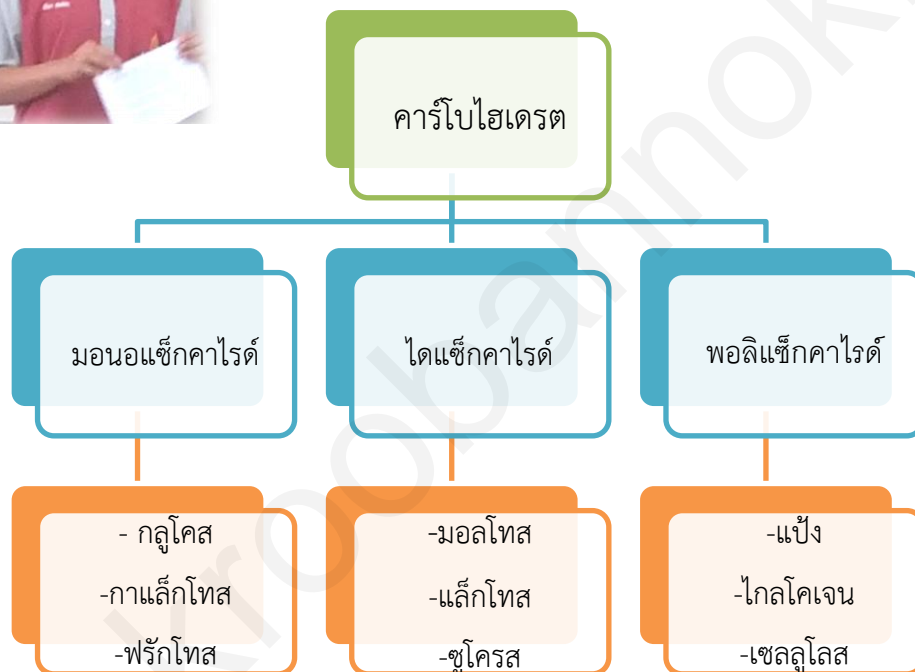 คาร์โบไฮเดรต
มอนอแซ็กคาไรด์
ไดแซ็กคาไรด์
พอลิแซ็กคาไรด์
- กลูโคส
-กาแล็กโทส
-ฟรักโทส
-มอลโทส
-แล็กโทส
-ซูโครส
-แป้ง
-ไกลโคเจน
-เซลลูโลส
kroobannok